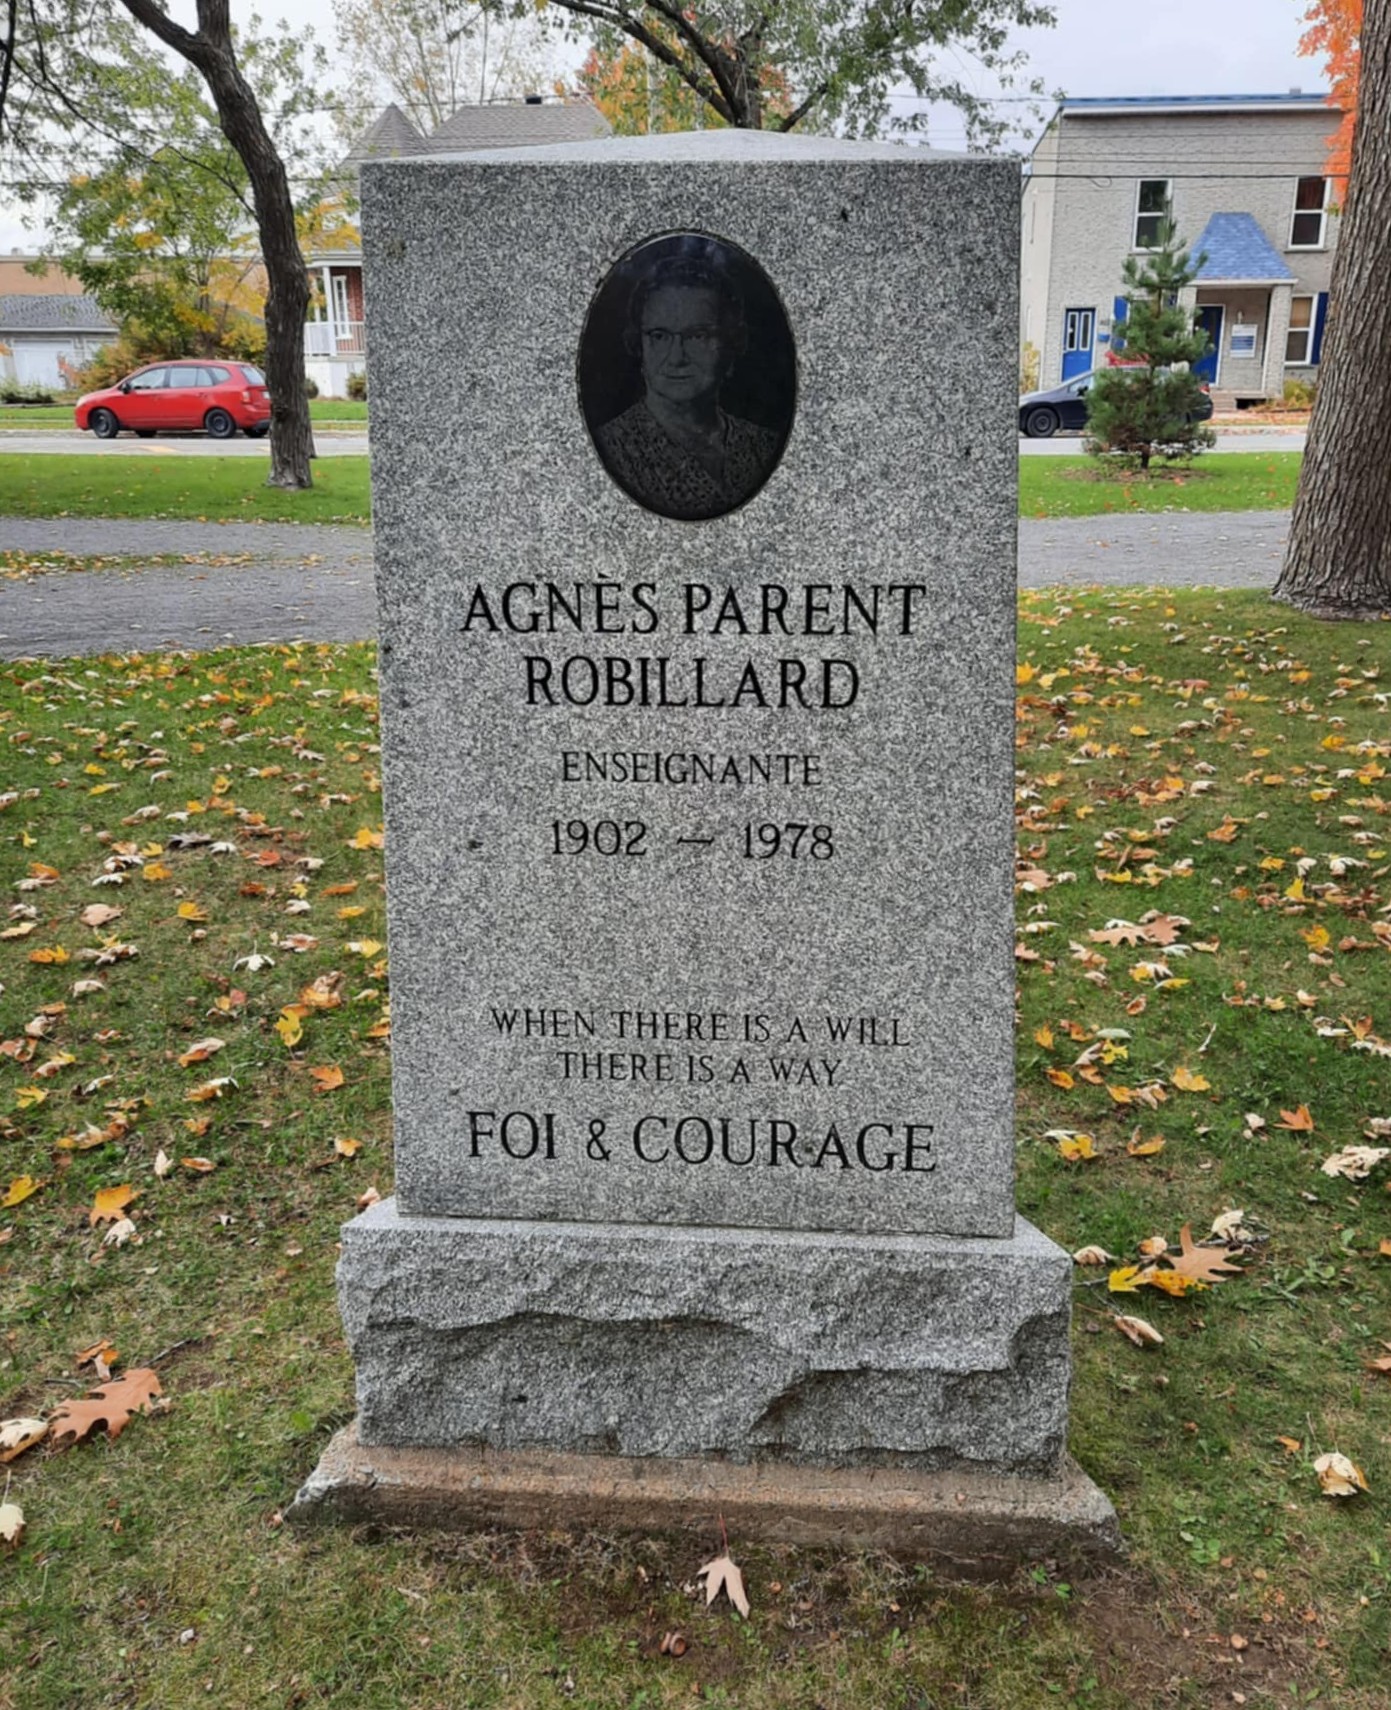 AGNÈS PARENT
ROBILLARD
ENSEIGNANTE
1902 — 1978
WHEN THERE IS A WILL
THERE IS A WAY
FOI & COURAGE